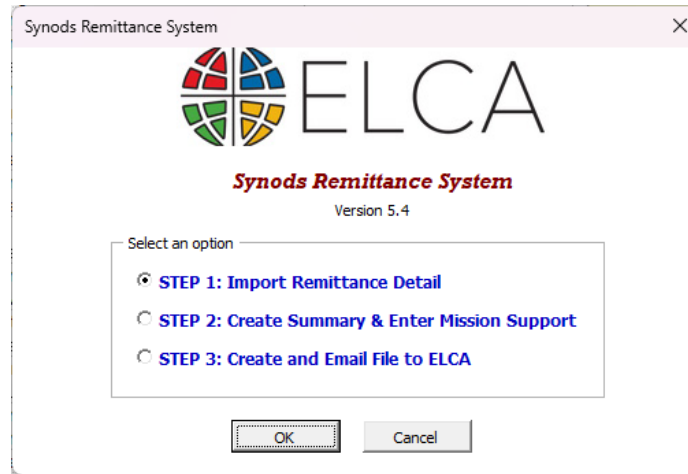 Synods Remittance System
ELCA
Synods Remittance System
Version 5.4
Select an option
STEP 1: Import Remittance Detail
STEP 2: Create Summary & Enter Mission Support
STEP 3: Create and Email File to ELCA
OK Cancel